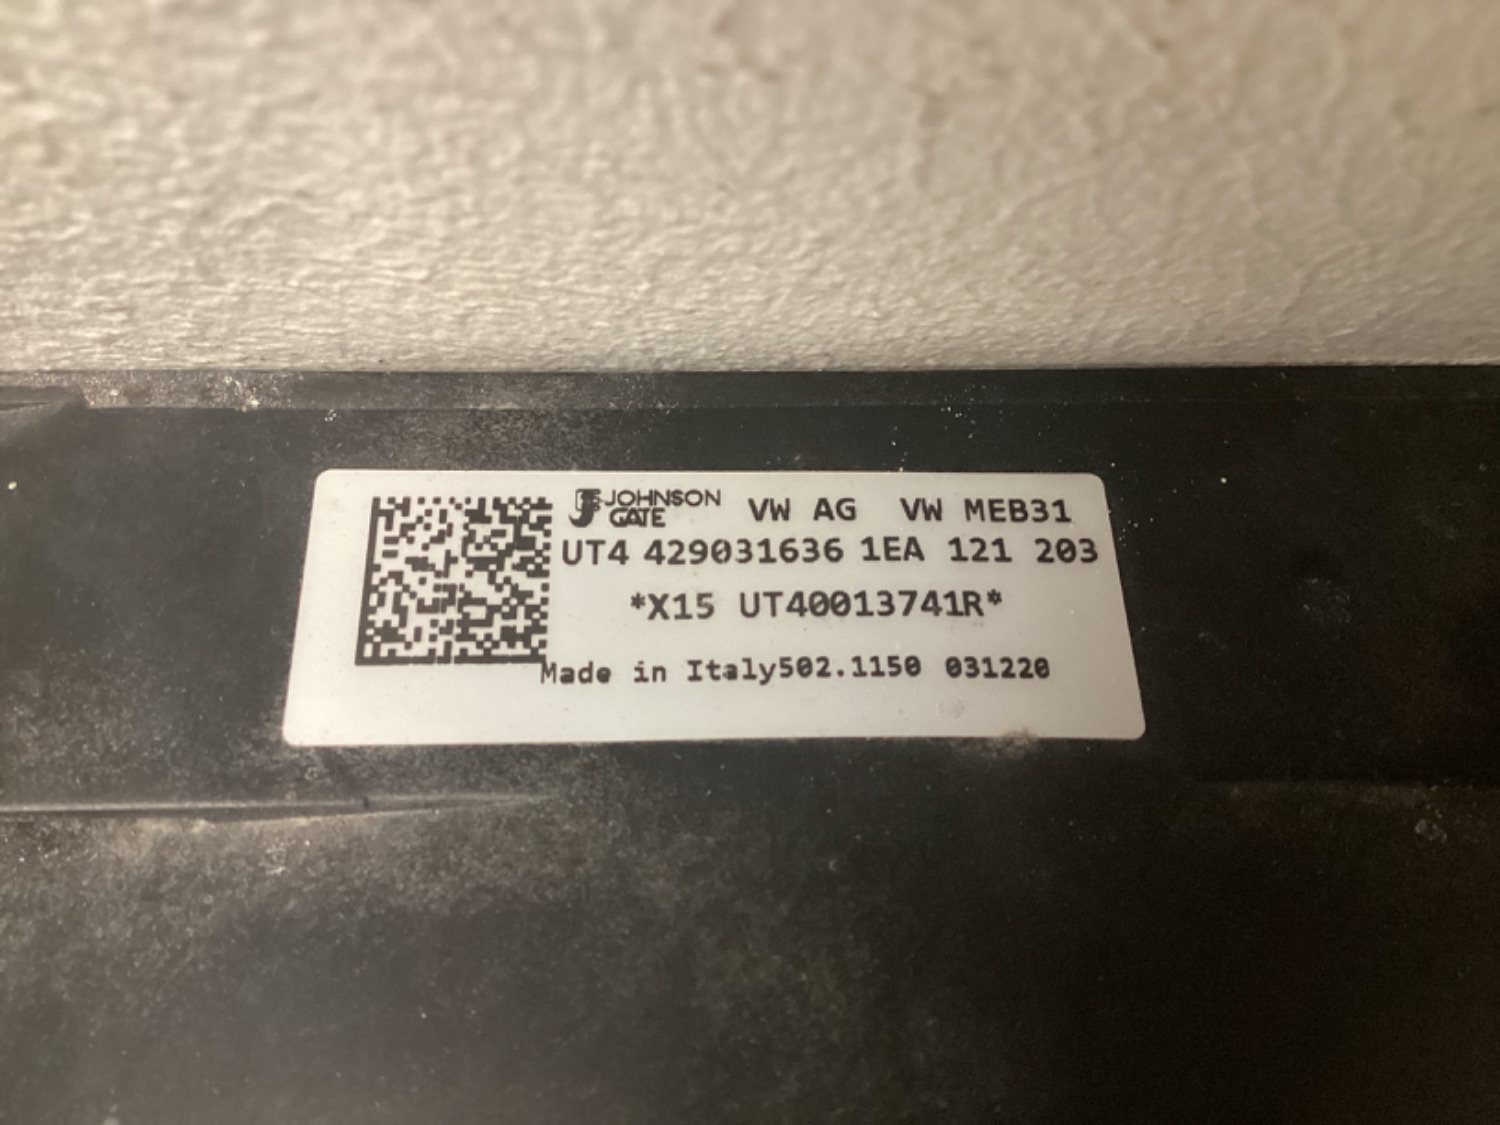 JOHNSON GATE VW AG VW MEB31
UT4 429031636 1EA 121 203
*X15 UT40013741R*
Made in Italy502.1150 031220